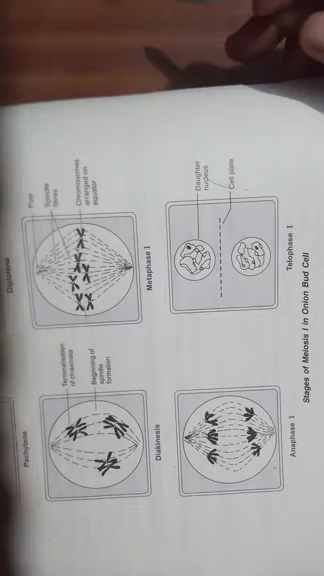 Pachytene
Diplotene
Terminalisation
of chiasmata
Beginning of
spindle
formation
Pole
Spindle
fibres
Chromosomes
arranged on
equator
Diakinesis
Metaphase I
Daughter
nucleus
Cell plate
Anaphase I
Telophase I
Stages of Meiosis I in Onion Bud Cell